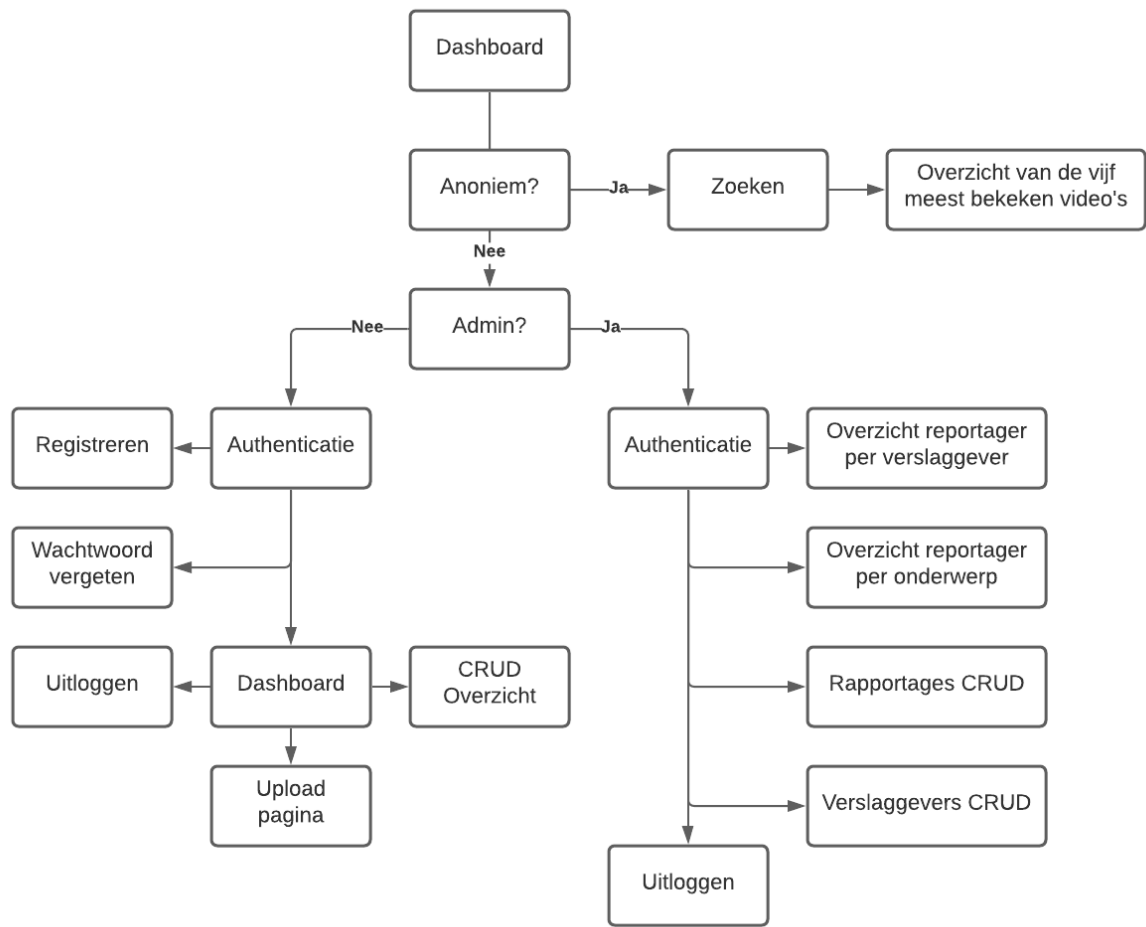 Dashboard
Anoniem?
Ja
Zoeken
Overzicht van de vijf
meest bekeken video's
Nee
Admin?
Nee
Ja
Registreren
Authenticatie
Authenticatie
Overzicht reportager
per verslaggever
Wachtwoord
vergeten
Overzicht reportager
per onderwerp
Uitloggen
Dashboard
CRUD
Overzicht
Rapportages CRUD
Upload
pagina
Verslaggevers CRUD
Uitloggen